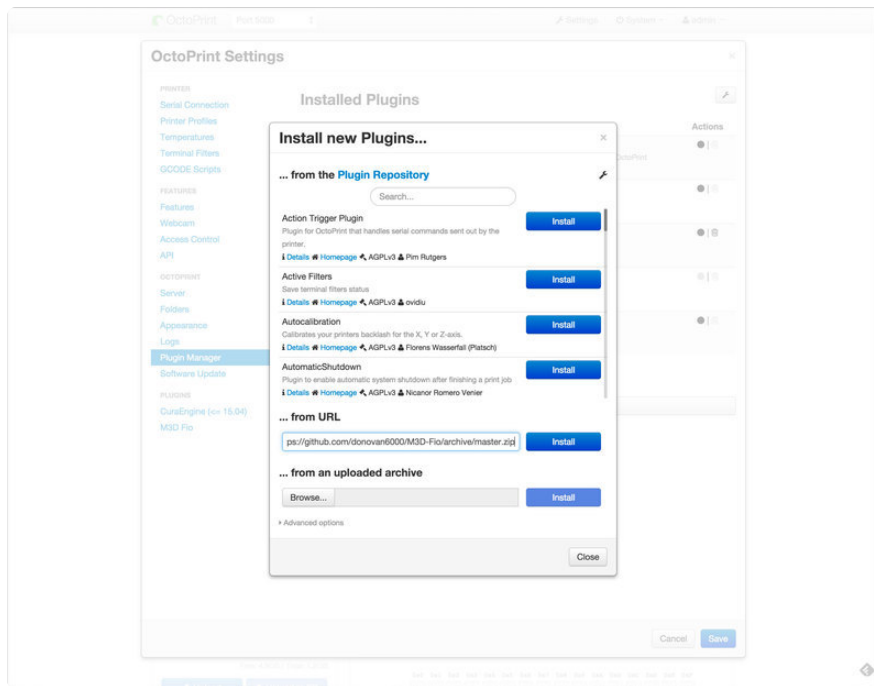 OctoPrint Port 5000 Settings System admin
OctoPrint Settings
PRINTER
Serial Connection
Printer Profiles
Temperatures
Terminal Filters
GCODE Scripts
FEATURES
Features
Webcam
Access Control
API
OCTOPRINT
Server
Folders
Appearance
Logs
Plugin Manager
Software Update
PLUGINS
CuraEngine (<= 15.04)
M3D Fio
Installed Plugins
Actions
OctoPrint
Install new Plugins...
... from the Plugin Repository
Search...
Action Trigger Plugin
Install
Plugin for OctoPrint that handles serial commands sent out by the
printer.
Details Homepage AGPLv3 Pim Rutgers
Active Filters
Install
Save terminal filters status
Details Homepage AGPLv3 ovidiu
Autocalibration
Install
Calibrates your printers backlash for the X, Y or Z-axis.
Details Homepage AGPLv3 Florens Wasserfall (Platsch)
AutomaticShutdown
Install
Plugin to enable automatic system shutdown after finishing a print job
Details Homepage AGPLv3 Nicanor Romero Venier
... from URL
ps://github.com/donovan6000/M3D-Fio/archive/master.zip
Install
... from an uploaded archive
Browse...
Install
Advanced options
Close
Cancel
Save